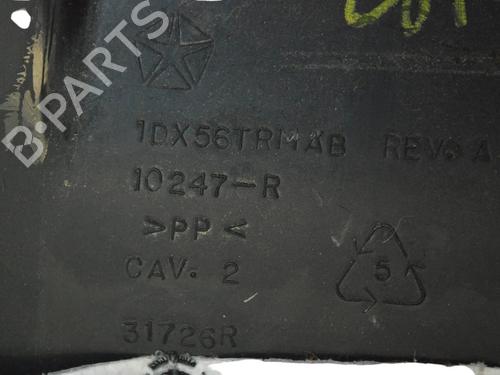 B-PARTS
1DX56TRMAB REV A
10247-R
>PP<
CAV. 2
5
31726R